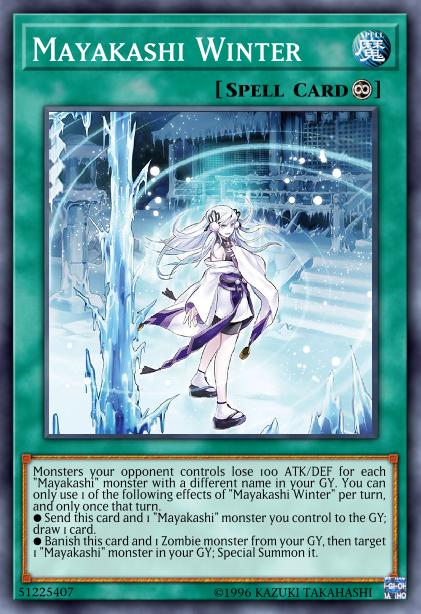 Mayakashi Winter
SPELL
魔
[Spell Card]
Monsters your opponent controls lose 100 ATK/DEF for each
"Mayakashi" monster with a different name in your GY. You can
only use 1 of the following effects of "Mayakashi Winter" per turn,
and only once that turn.
● Send this card and 1 "Mayakashi" monster you control to the GY;
draw 1 card.
● Banish this card and 1 Zombie monster from your GY, then target
1 "Mayakashi" monster in your GY; Special Summon it.
51225407
©1996 KAZUKI TAKAHASHI